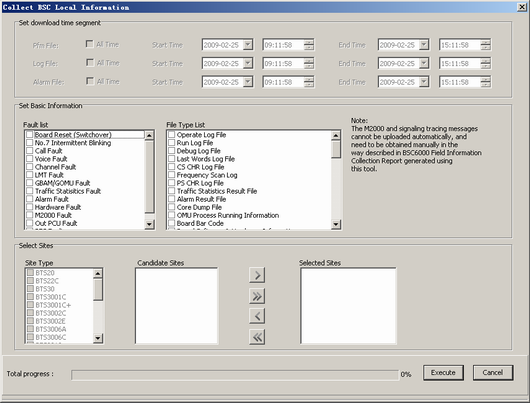 Collect BSC Local Information
Set download time segment
Pfm File: All Time Start Time 2009-02-25 09:11:58 End Time 2009-02-25 15:11:58
Log File: All Time Start Time 2009-02-25 09:11:58 End Time 2009-02-25 15:11:58
Alarm File: All Time Start Time 2009-02-25 09:11:58 End Time 2009-02-25 15:11:58
Set Basic Information
Fault list
Board Reset (Switchover)
No.7 Intermittent Blinking
Call Fault
Voice Fault
Channel Fault
LMT Fault
GBAM/GOMU Fault
Traffic Statistics Fault
Alarm Fault
Hardware Fault
M2000 Fault
Out PCU Fault
File Type List
Operate Log File
Run Log File
Debug Log File
Last Words Log File
CS CHR Log File
Frequency Scan Log
PS CHR Log File
Traffic Statistics Result File
Alarm Result File
Core Dump File
OMU Process Running Information
Board Bar Code
Note:
The M2000 and signaling tracing messages
cannot be uploaded automatically, and
need to be obtained manually in the
way described in BSC6000 Field Information
Collection Report generated using
this tool.
Select Sites
Site Type
BTS20
BTS22C
BTS30
BTS3001C
BTS3001C+
BTS3002C
BTS3002E
BTS3006A
BTS3006C
Candidate Sites
>
>>
<
<<
Selected Sites
Total progress : 0% Execute Cancel